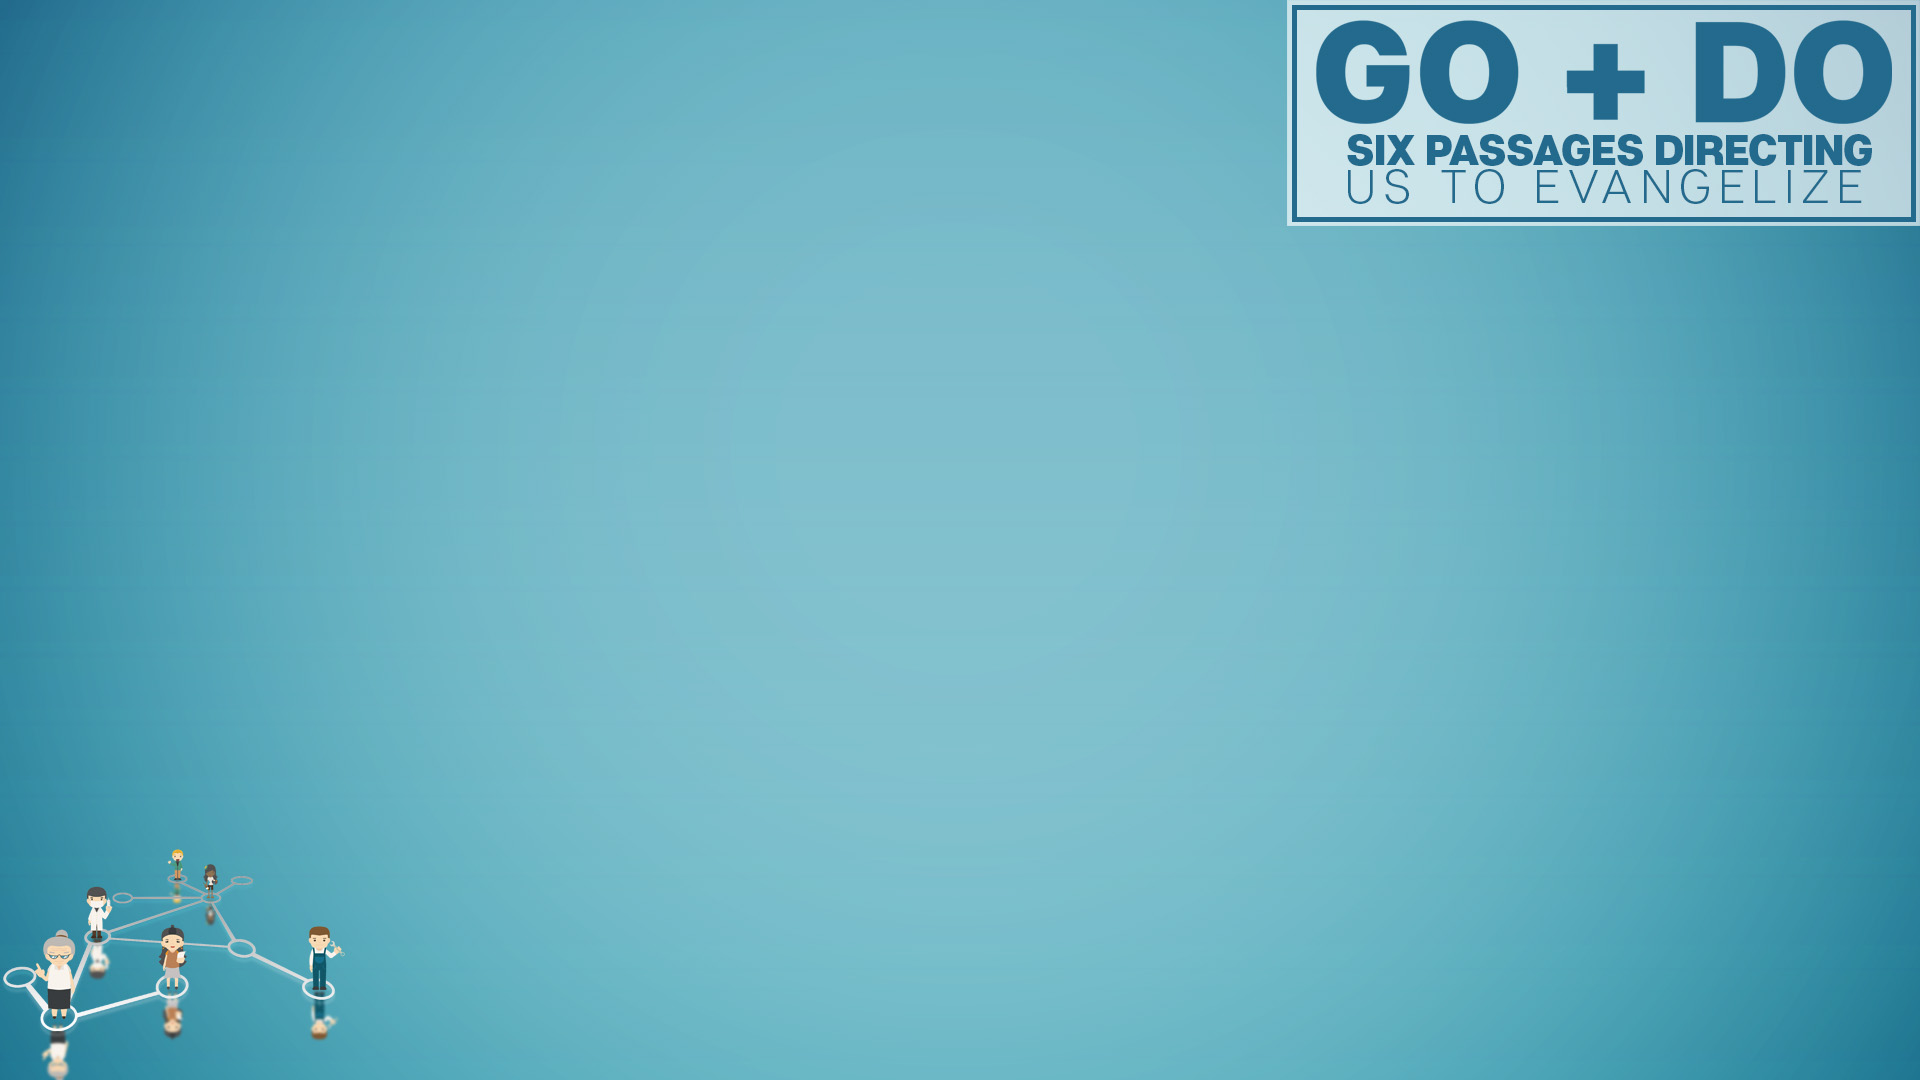 GO + DO
SIX PASSAGES DIRECTING
US TO EVANGELIZE